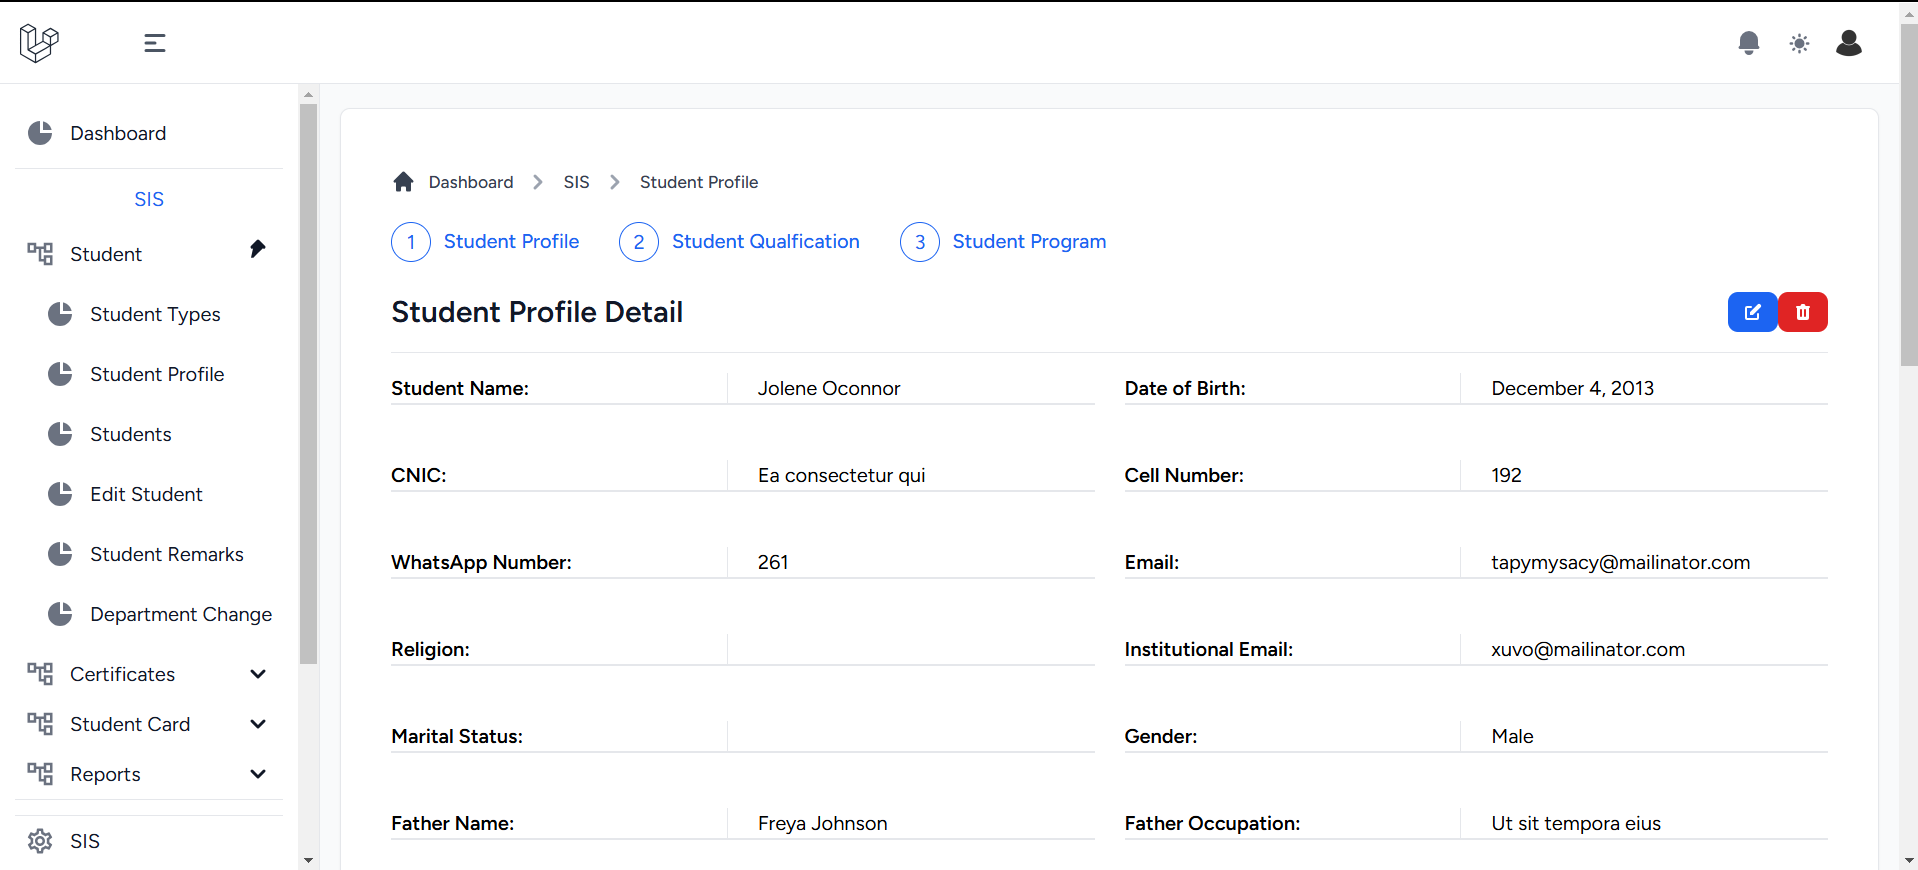 Dashboard
SIS
Student
Student Types
Student Profile
Students
Edit Student
Student Remarks
Department Change
Certificates
Student Card
Reports
SIS
Dashboard > SIS > Student Profile
1 Student Profile 2 Student Qualfication 3 Student Program
Student Profile Detail
Student Name: Jolene Oconnor Date of Birth: December 4, 2013
CNIC: Ea consectetur qui Cell Number: 192
WhatsApp Number: 261 Email: tapymysacy@mailinator.com
Religion: Institutional Email: xuvo@mailinator.com
Marital Status: Gender: Male
Father Name: Freya Johnson Father Occupation: Ut sit tempora eius